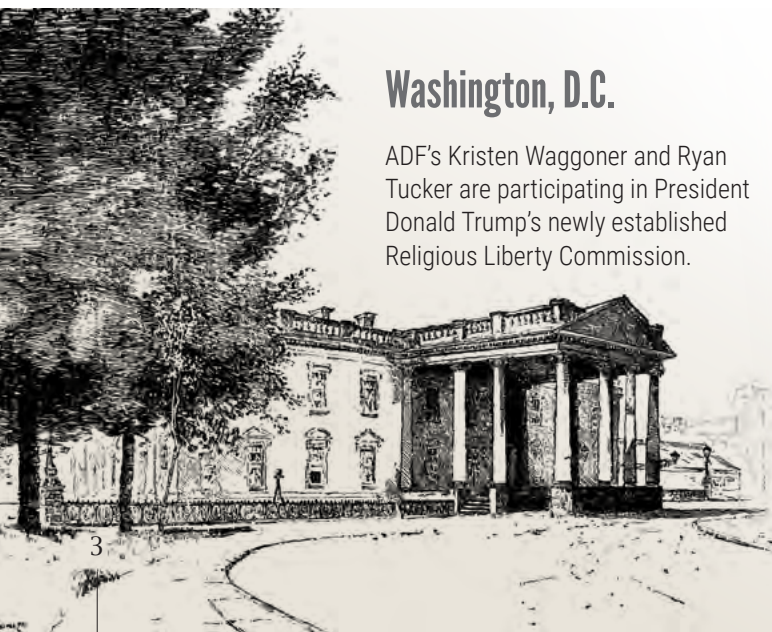 Washington, D.C.
ADF's Kristen Waggoner and Ryan
Tucker are participating in President
Donald Trump's newly established
Religious Liberty Commission.
3